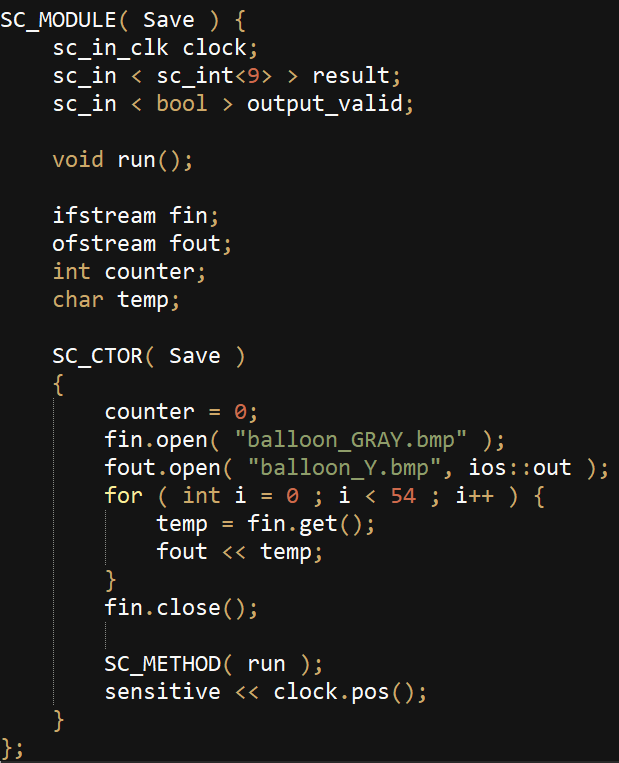 SC_MODULE( Save ) {
    sc_in_clk clock;
    sc_in < sc_int<9> > result;
    sc_in < bool > output_valid;

    void run();

    ifstream fin;
    ofstream fout;
    int counter;
    char temp;

    SC_CTOR( Save )
    {
        counter = 0;
        fin.open( "balloon_GRAY.bmp" );
        fout.open( "balloon_Y.bmp", ios::out );
        for ( int i = 0 ; i < 54 ; i++ ) {
            temp = fin.get();
            fout << temp;
        }
        fin.close();

        SC_METHOD( run );
        sensitive << clock.pos();
    }
};